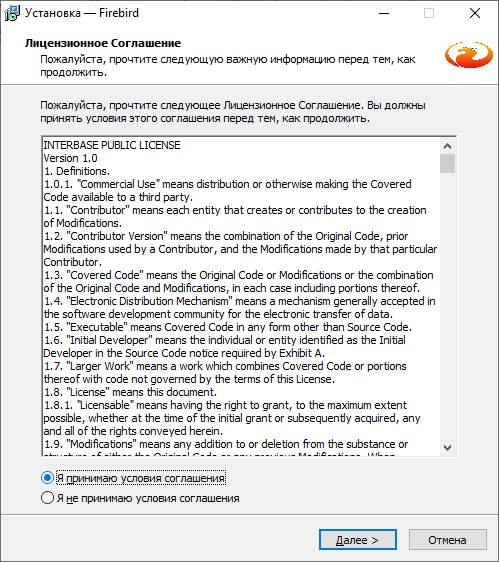 Установка — Firebird
Лицензионное Соглашение
Пожалуйста, прочтите следующую важную информацию перед тем, как
продолжить.
Пожалуйста, прочтите следующее Лицензионное Соглашение. Вы должны
принять условия этого соглашения перед тем, как продолжить.
INTERBASE PUBLIC LICENSE
Version 1.0
1. Definitions.
1.0.1. "Commercial Use" means distribution or otherwise making the Covered
Code available to a third party.
1.1. "Contributor" means each entity that creates or contributes to the creation
of Modifications.
1.2. "Contributor Version" means the combination of the Original Code, prior
Modifications used by a Contributor, and the Modifications made by that particular
Contributor.
1.3. "Covered Code" means the Original Code or Modifications or the combination
of the Original Code and Modifications, in each case including portions thereof.
1.4. "Electronic Distribution Mechanism" means a mechanism generally accepted in
the software development community for the electronic transfer of data.
1.5. "Executable" means Covered Code in any form other than Source Code.
1.6. "Initial Developer" means the individual or entity identified as the Initial
Developer in the Source Code notice required by Exhibit A.
1.7. "Larger Work" means a work which combines Covered Code or portions
thereof with code not governed by the terms of this License.
1.8. "License" means this document.
1.8.1. "Licensable" means having the right to grant, to the maximum extent
possible, whether at the time of the initial grant or subsequently acquired, any
and all of the rights conveyed herein.
1.9. "Modifications" means any addition to or deletion from the substance or
structure of either the Original Code or any previous Modifications. When
Я принимаю условия соглашения
Я не принимаю условия соглашения
Далее >
Отмена